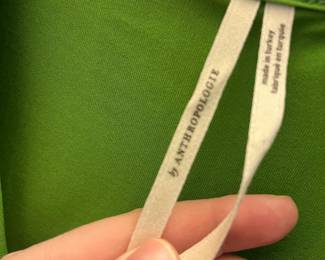 by ANTHROPOLOGIE
made in turkey
fabriqué en turquie